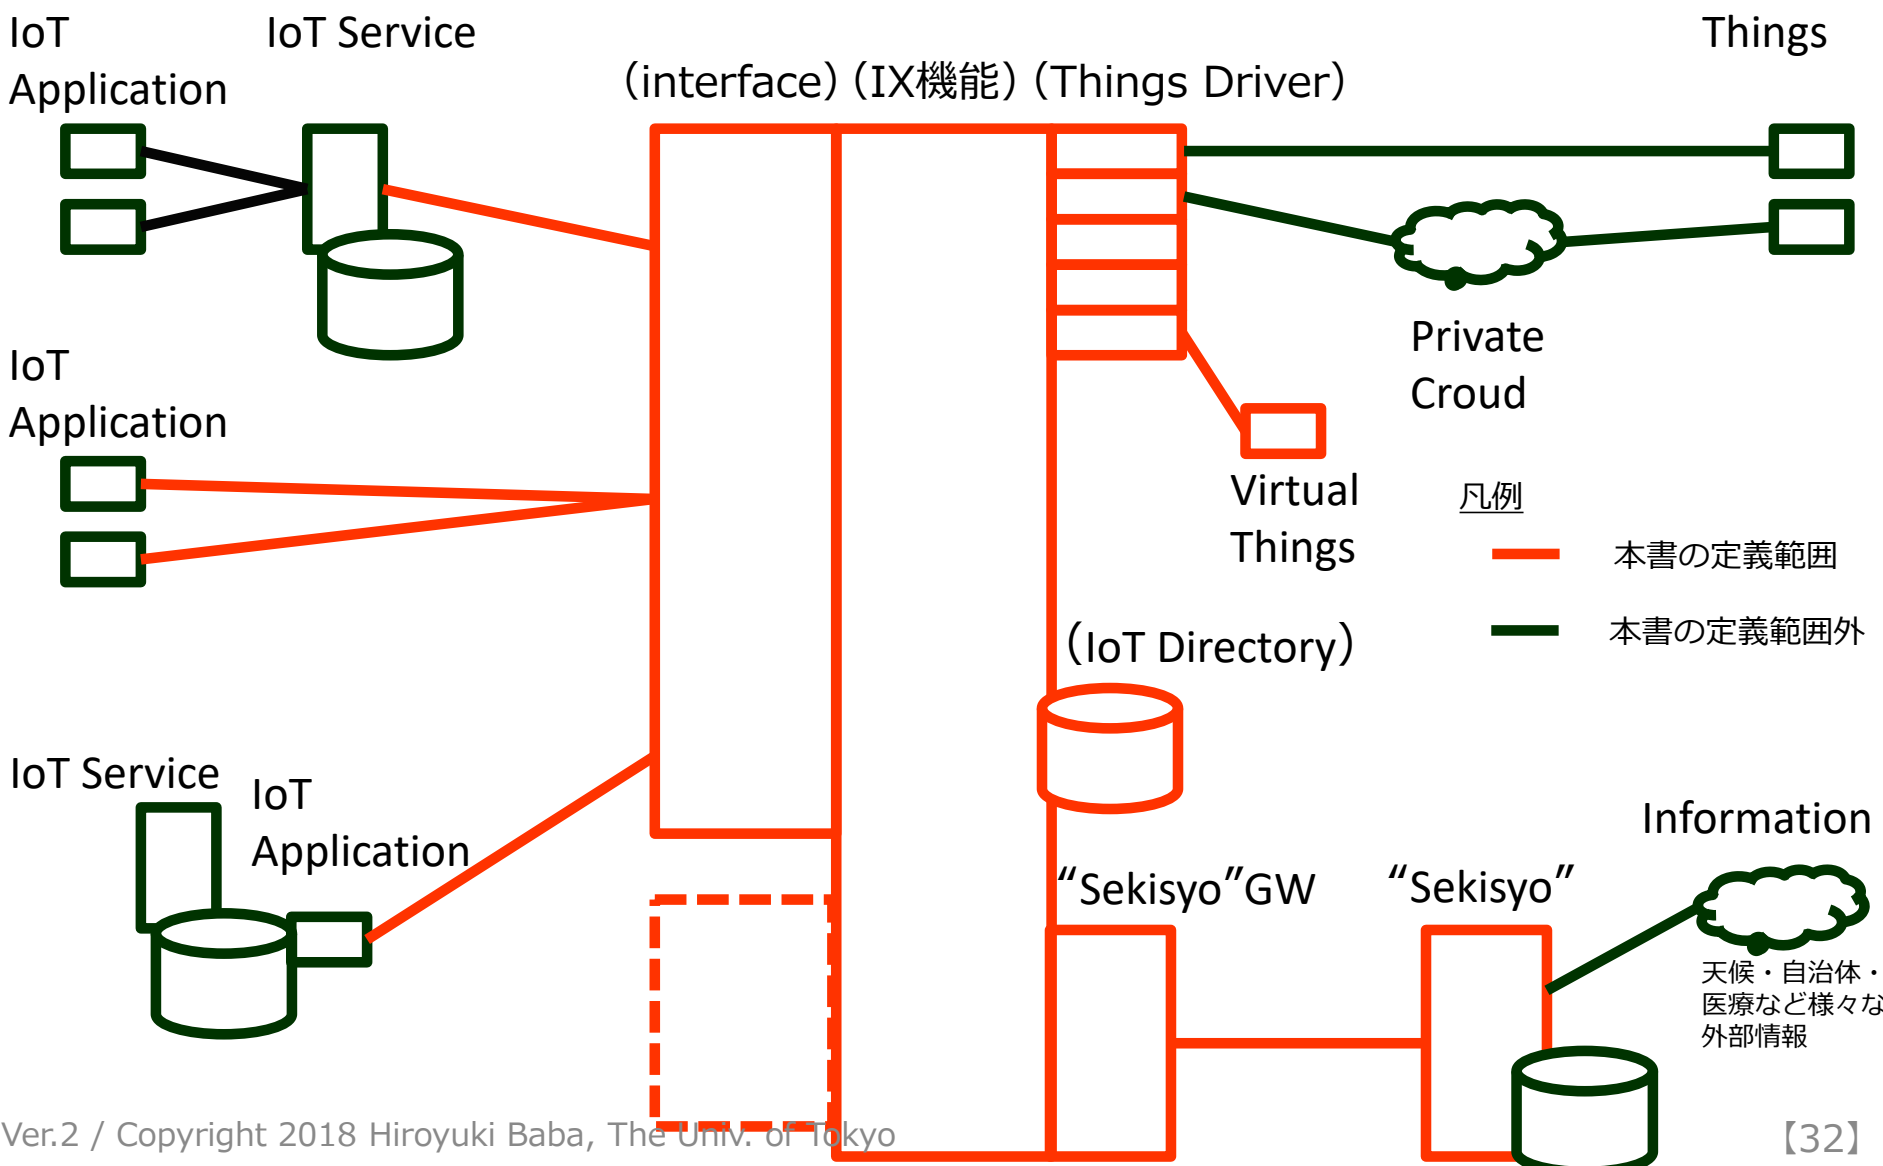 IoT
Application
IoT Service
（interface）（IX機能）（Things Driver）
Things
IoT
Application
Private
Croud
Virtual
Things
凡例
本書の定義範囲
本書の定義範囲外
（IoT Directory）
IoT Service
IoT
Application
“Sekisyo”GW
“Sekisyo”
Information
天候・自治体・
医療など様々な
外部情報
Ver.2 / Copyright 2018 Hiroyuki Baba, The Univ. of Tokyo
【32】